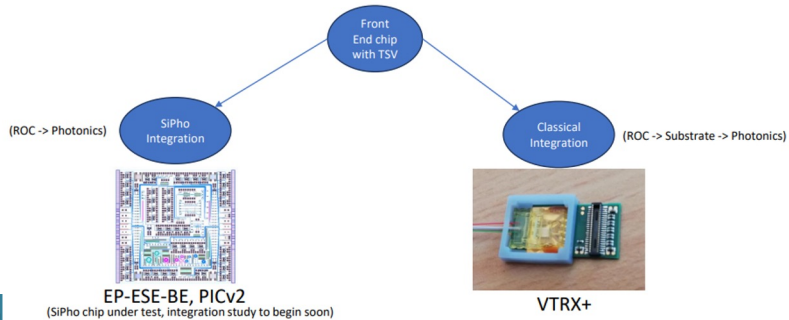 Front
End chip
with TSV
(ROC -> Photonics)
SiPho
Integration
Classical
Integration
(ROC -> Substrate -> Photonics)
EP-ESE-BE, PICv2
(SiPho chip under test, integration study to begin soon)
VTRX+